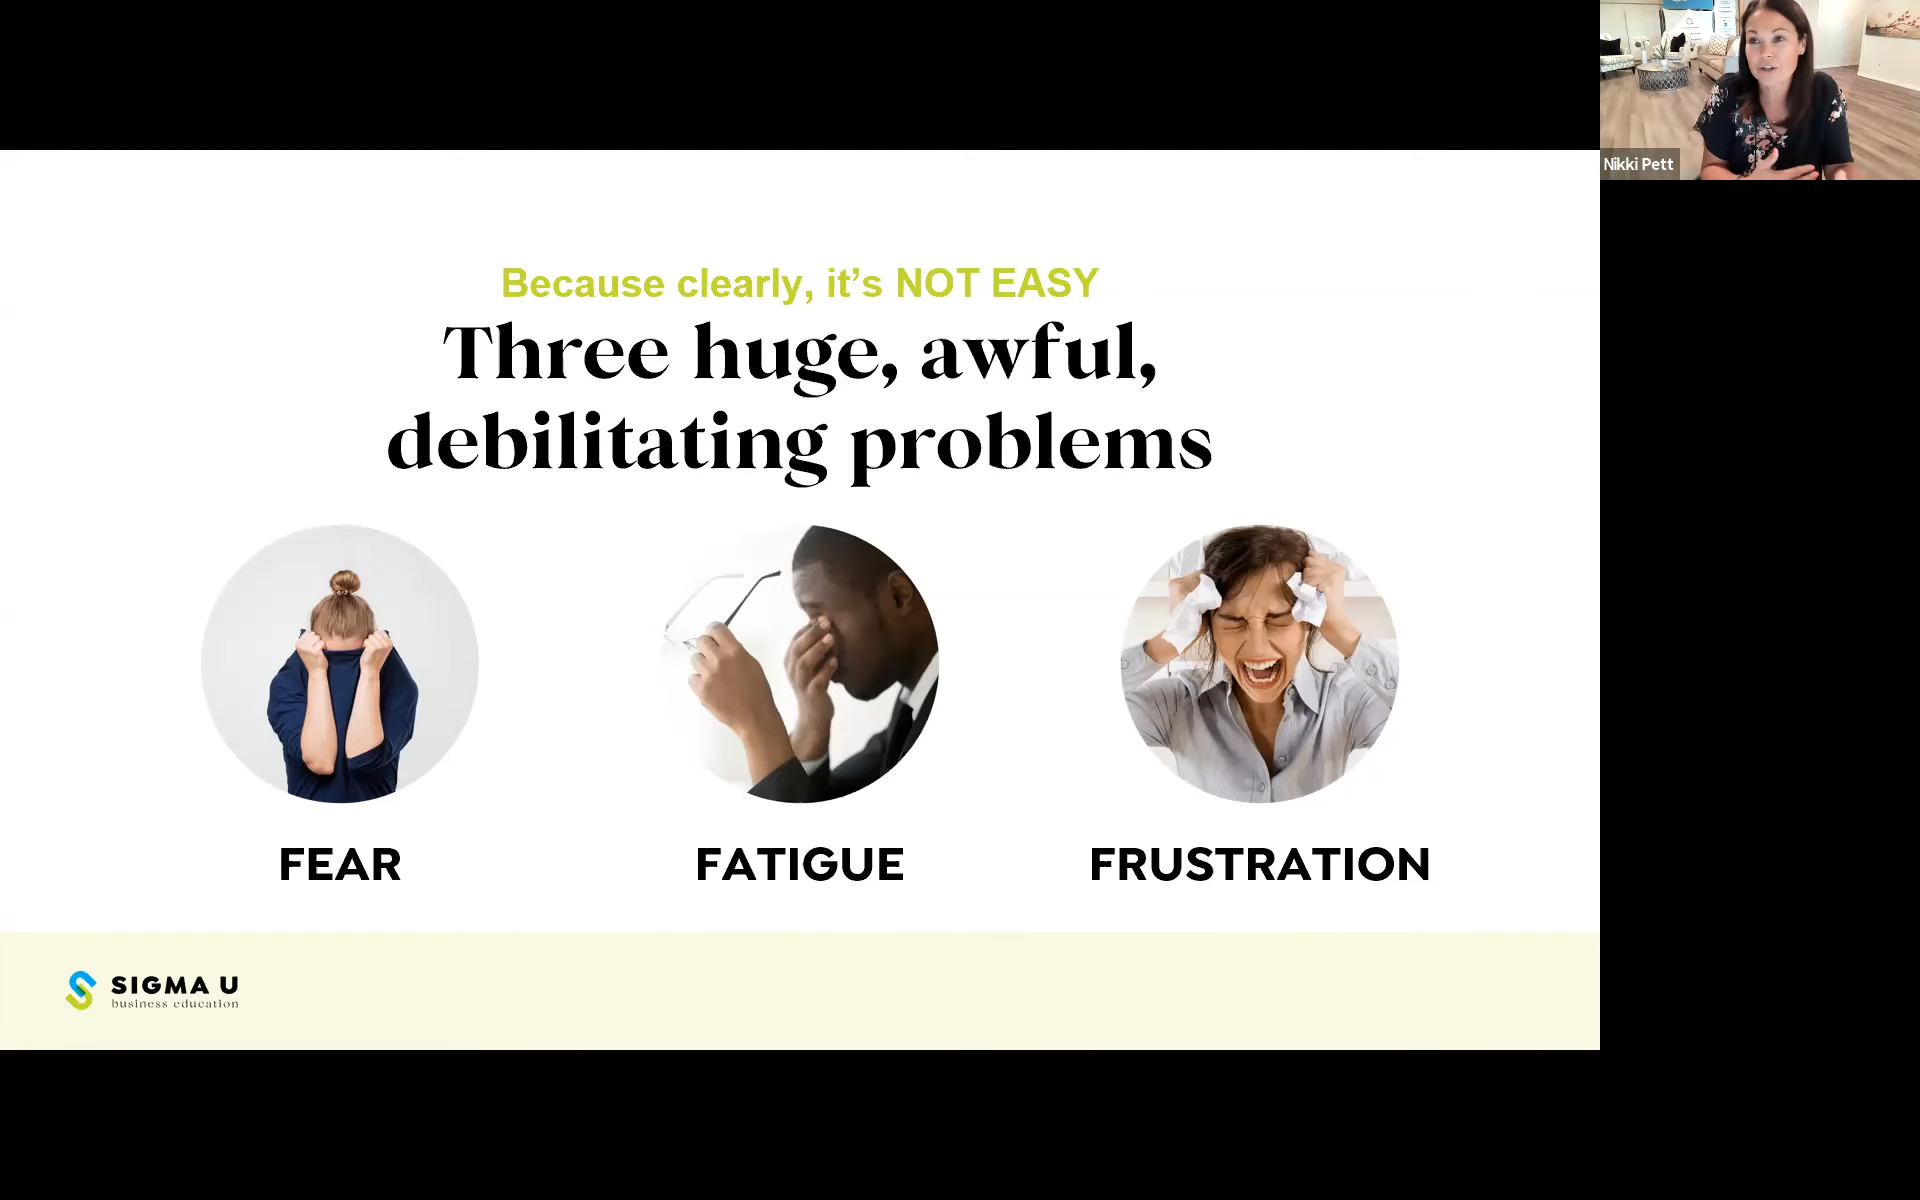 Nikki Pett
Because clearly, it’s NOT EASY
Three huge, awful,
debilitating problems
FEAR
FATIGUE
FRUSTRATION
SIGMA U
business education